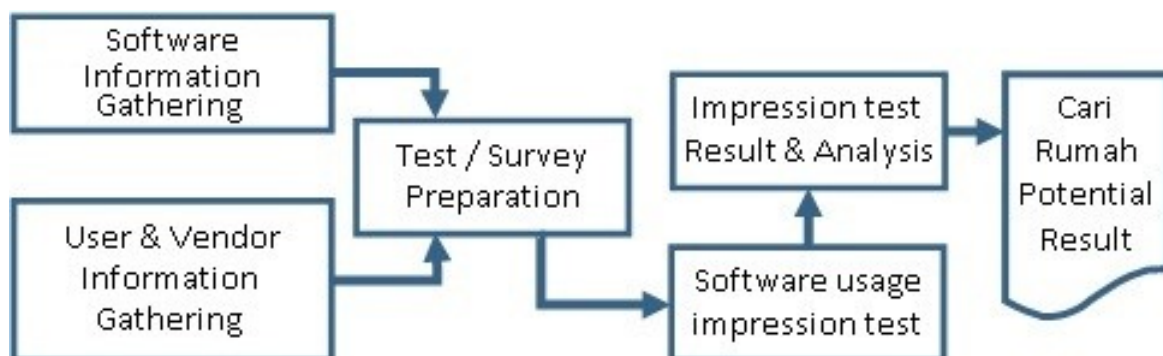 Software
Information
Gathering
User & Vendor
Information
Gathering
Test / Survey
Preparation
Software usage
impression test
Impression test
Result & Analysis
Cari
Rumah
Potential
Result